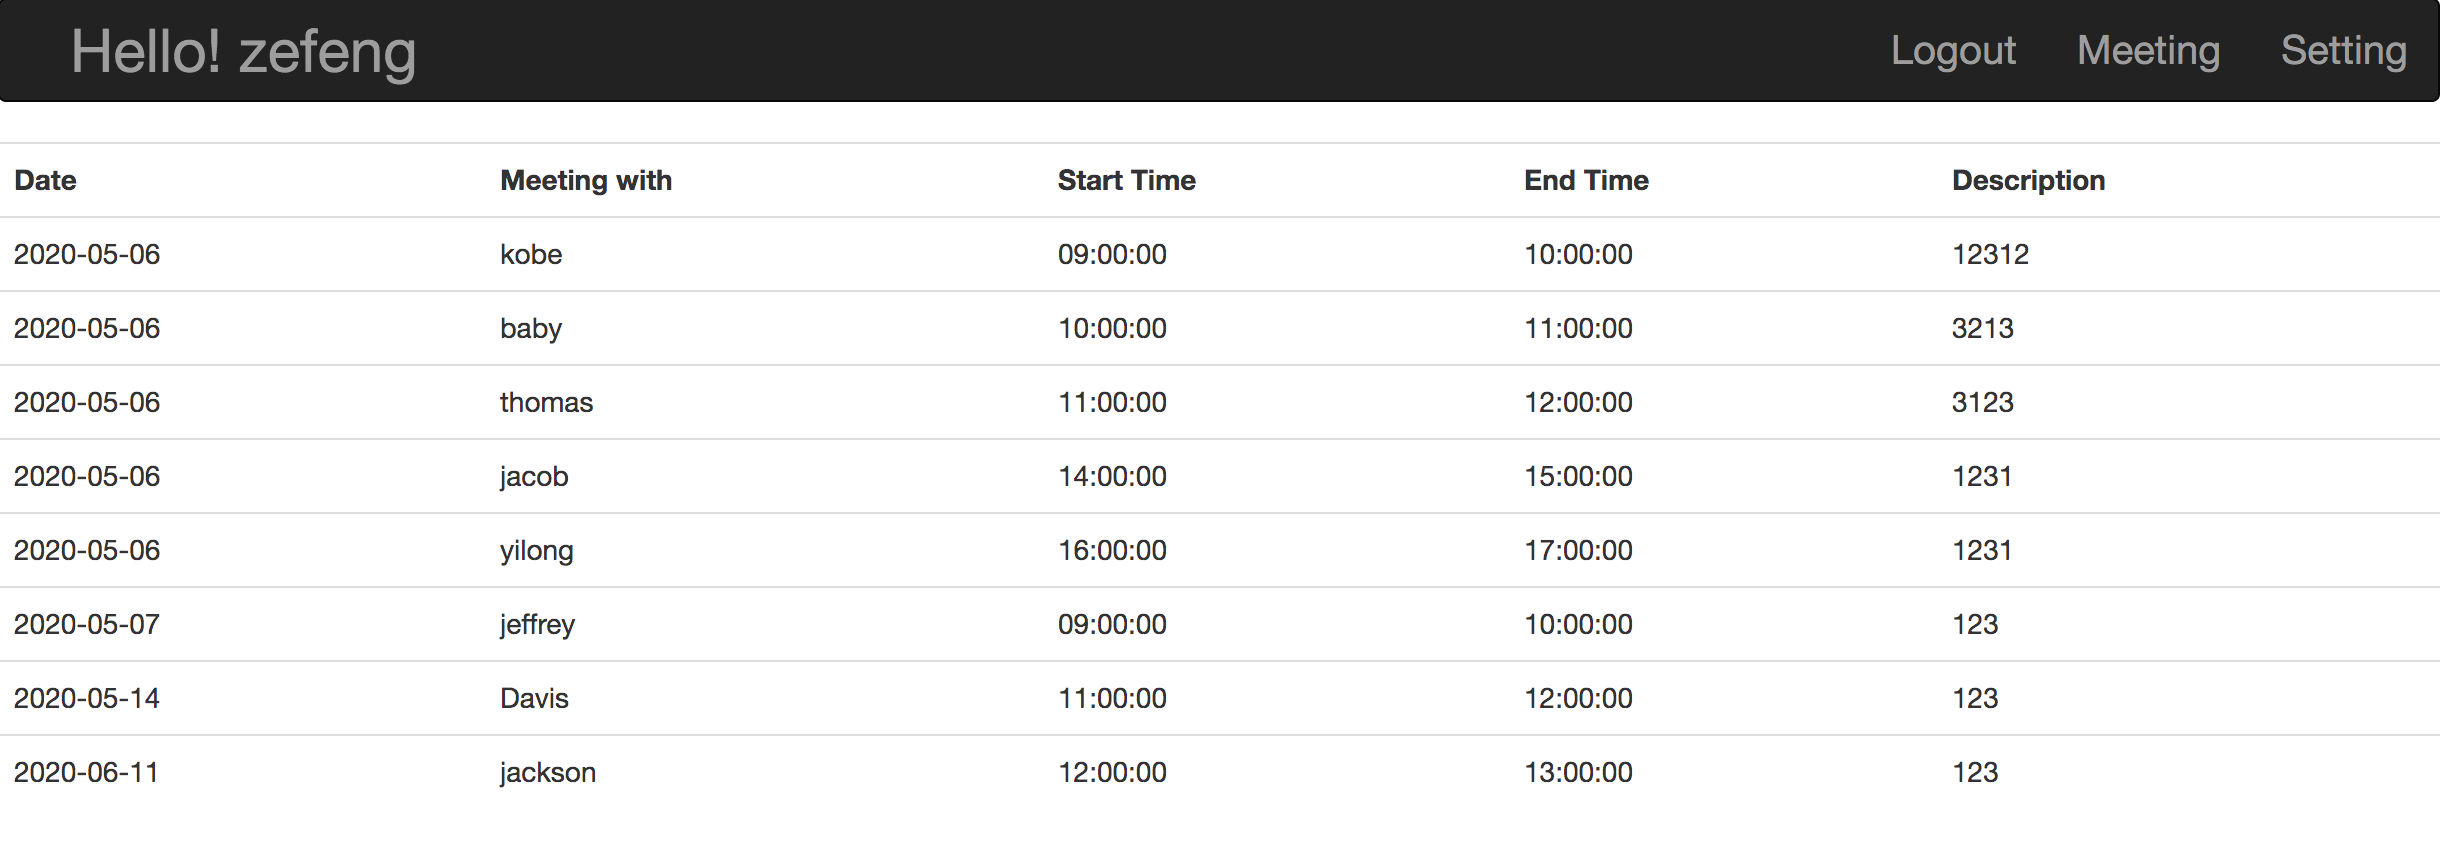 Hello! zefeng Logout Meeting Setting
Date Meeting with Start Time End Time Description
2020-05-06 kobe 09:00:00 10:00:00 12312
2020-05-06 baby 10:00:00 11:00:00 3213
2020-05-06 thomas 11:00:00 12:00:00 3123
2020-05-06 jacob 14:00:00 15:00:00 1231
2020-05-06 yilong 16:00:00 17:00:00 1231
2020-05-07 jeffrey 09:00:00 10:00:00 123
2020-05-14 Davis 11:00:00 12:00:00 123
2020-06-11 jackson 12:00:00 13:00:00 123